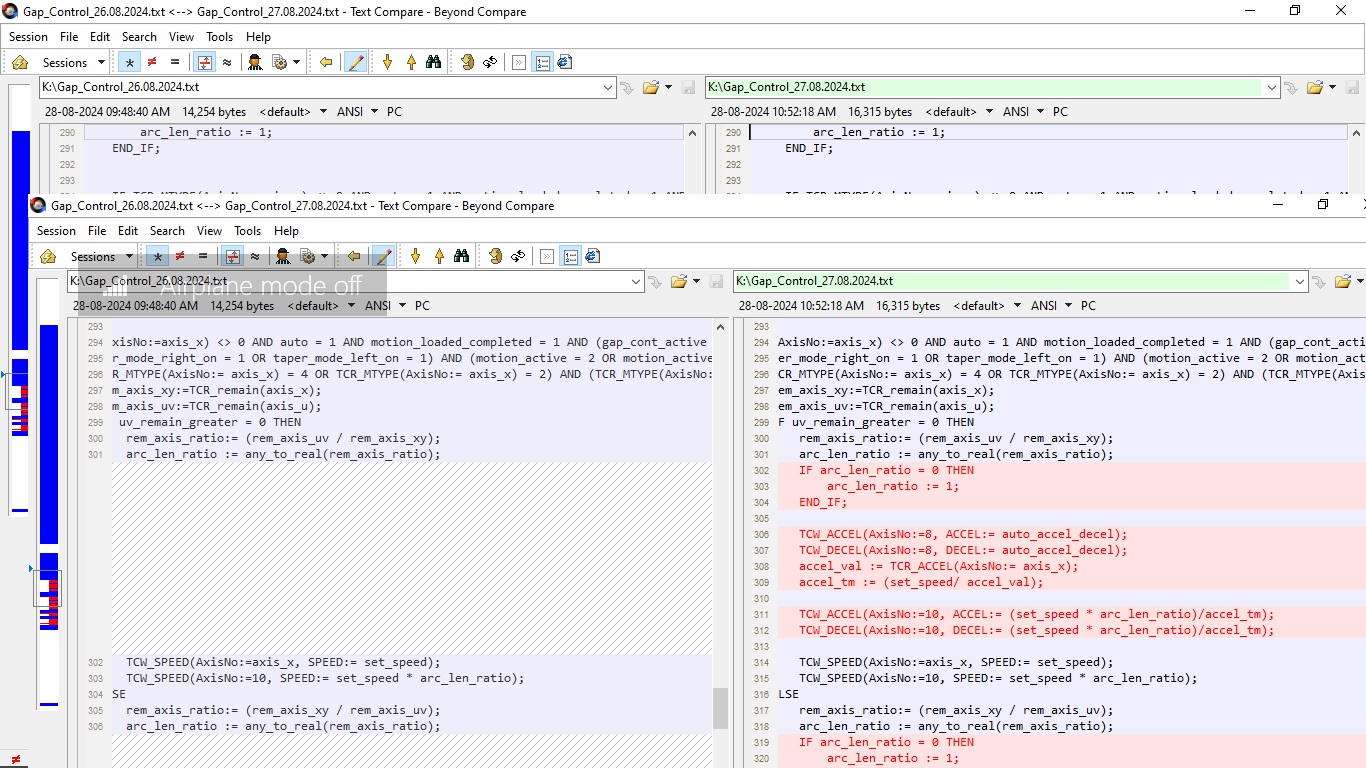 Gap_Control_26.08.2024.txt <--> Gap_Control_27.08.2024.txt - Text Compare - Beyond Compare
Session File Edit Search View Tools Help
Sessions
K:\Gap_Control_26.08.2024.txt
K:\Gap_Control_27.08.2024.txt
28-08-2024 09:48:40 AM 14,254 bytes <default> ANSI PC
28-08-2024 10:52:18 AM 16,315 bytes <default> ANSI PC
290 arc_len_ratio := 1;
290 arc_len_ratio := 1;
291 END_IF;
291 END_IF;
292
292
293
293
Gap_Control_26.08.2024.txt <--> Gap_Control_27.08.2024.txt - Text Compare - Beyond Compare
Session File Edit Search View Tools Help
Sessions
Airplane mode off
K:\Gap_Control_26.08.2024.txt
K:\Gap_Control_27.08.2024.txt
28-08-2024 09:48:40 AM 14,254 bytes <default> ANSI PC
28-08-2024 10:52:18 AM 16,315 bytes <default> ANSI PC
293
294 xisNo:=axis_x) <> 0 AND auto = 1 AND motion_loaded_completed = 1 AND (gap_cont_active
295 r_mode_right_on = 1 OR taper_mode_left_on = 1) AND (motion_active = 2 OR motion_active
296 R_MTYPE(AxisNo:= axis_x) = 4 OR TCR_MTYPE(AxisNo:= axis_x) = 2) AND (TCR_MTYPE(AxisNo:
297 m_axis_xy:=TCR_remain(axis_x);
298 m_axis_uv:=TCR_remain(axis_u);
299 uv_remain_greater = 0 THEN
300 rem_axis_ratio:= (rem_axis_uv / rem_axis_xy);
301 arc_len_ratio := any_to_real(rem_axis_ratio);
302 TCW_SPEED(AxisNo:=axis_x, SPEED:= set_speed);
303 TCW_SPEED(AxisNo:=10, SPEED:= set_speed * arc_len_ratio);
304 SE
305 rem_axis_ratio:= (rem_axis_xy / rem_axis_uv);
306 arc_len_ratio := any_to_real(rem_axis_ratio);
293
294 AxisNo:=axis_x) <> 0 AND auto = 1 AND motion_loaded_completed = 1 AND (gap_cont_acti
295 er_mode_right_on = 1 OR taper_mode_left_on = 1) AND (motion_active = 2 OR motion_act
296 CR_MTYPE(AxisNo:= axis_x) = 4 OR TCR_MTYPE(AxisNo:= axis_x) = 2) AND (TCR_MTYPE(Axis
297 em_axis_xy:=TCR_remain(axis_x);
298 em_axis_uv:=TCR_remain(axis_u);
299 F uv_remain_greater = 0 THEN
300 rem_axis_ratio:= (rem_axis_uv / rem_axis_xy);
301 arc_len_ratio := any_to_real(rem_axis_ratio);
302 IF arc_len_ratio = 0 THEN
303 arc_len_ratio := 1;
304 END_IF;
305
306 TCW_ACCEL(AxisNo:=8, ACCEL:= auto_accel_decel);
307 TCW_DECEL(AxisNo:=8, DECEL:= auto_accel_decel);
308 accel_val := TCR_ACCEL(AxisNo:= axis_x);
309 accel_tm := (set_speed/ accel_val);
310
311 TCW_ACCEL(AxisNo:=10, ACCEL:= (set_speed * arc_len_ratio)/accel_tm);
312 TCW_DECEL(AxisNo:=10, DECEL:= (set_speed * arc_len_ratio)/accel_tm);
313
314 TCW_SPEED(AxisNo:=axis_x, SPEED:= set_speed);
315 TCW_SPEED(AxisNo:=10, SPEED:= set_speed * arc_len_ratio);
316 LSE
317 rem_axis_ratio:= (rem_axis_xy / rem_axis_uv);
318 arc_len_ratio := any_to_real(rem_axis_ratio);
319 IF arc_len_ratio = 0 THEN
320 arc_len_ratio := 1;